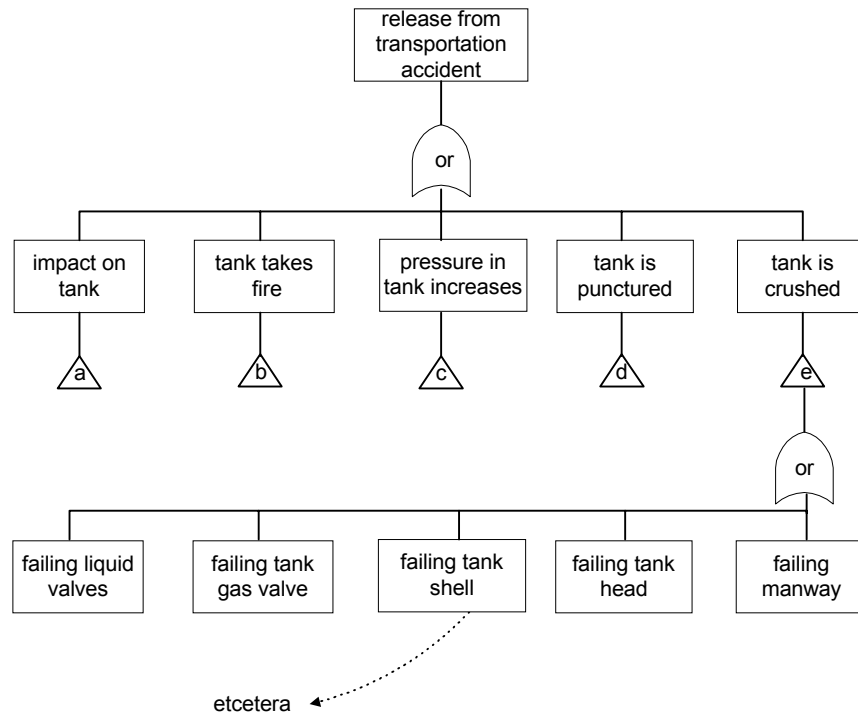 release from
transportation
accident
or
impact on
tank
tank takes
fire
pressure in
tank increases
tank is
punctured
tank is
crushed
a
b
c
d
e
or
failing liquid
valves
failing tank
gas valve
failing tank
shell
failing tank
head
failing
manway
etcetera